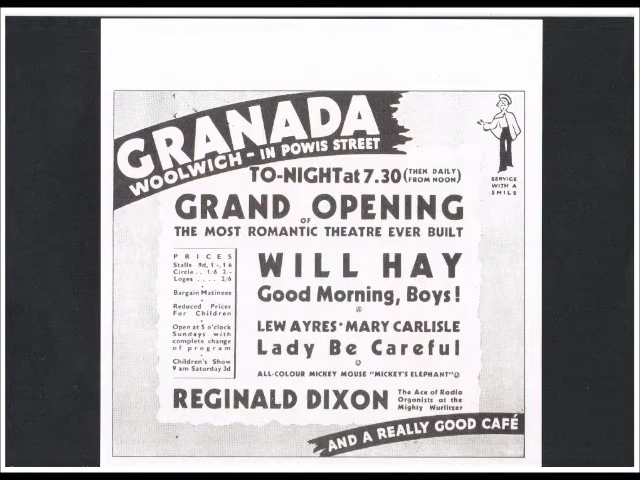 GRANADA
WOOLWICH - IN POWIS STREET
SERVICE
WITH A
SMILE
TO-NIGHT at 7.30 (THEN DAILY
FROM NOON)
GRAND OPENING
OF
THE MOST ROMANTIC THEATRE EVER BUILT
PRICES
Stalls 9d, 1/-, 1/6
Circle .. 1/6 2/-
Loges .... 2/6
Bargain Matinees
Reduced Prices
For Children
Open at 5 o'clock
Sundays with
complete change
of program
Children's Show
9 am Saturday 3d
WILL HAY
Good Morning, Boys!
LEW AYRES · MARY CARLISLE
Lady Be Careful
ALL-COLOUR MICKEY MOUSE "MICKEY'S ELEPHANT"
REGINALD DIXON
The Ace of Radio
Organists at the
Mighty Wurlitzer
AND A REALLY GOOD CAFÉ